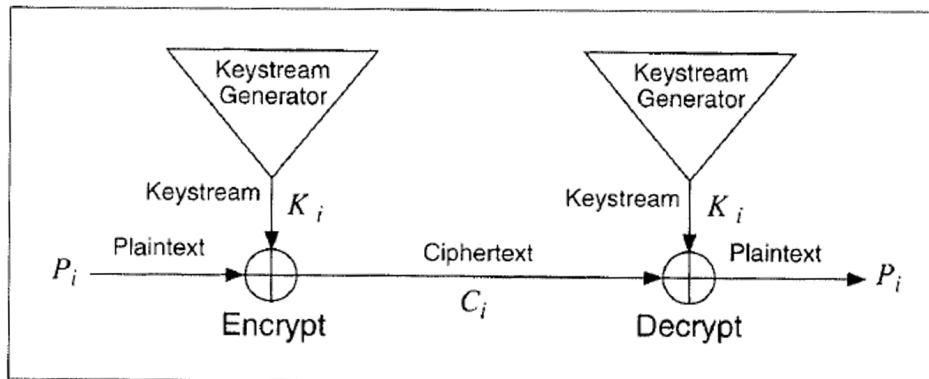 Keystream
Generator
Keystream
Generator
Keystream
K i
Keystream
K i
Plaintext
Ciphertext
Plaintext
P i
C i
P i
Encrypt
Decrypt